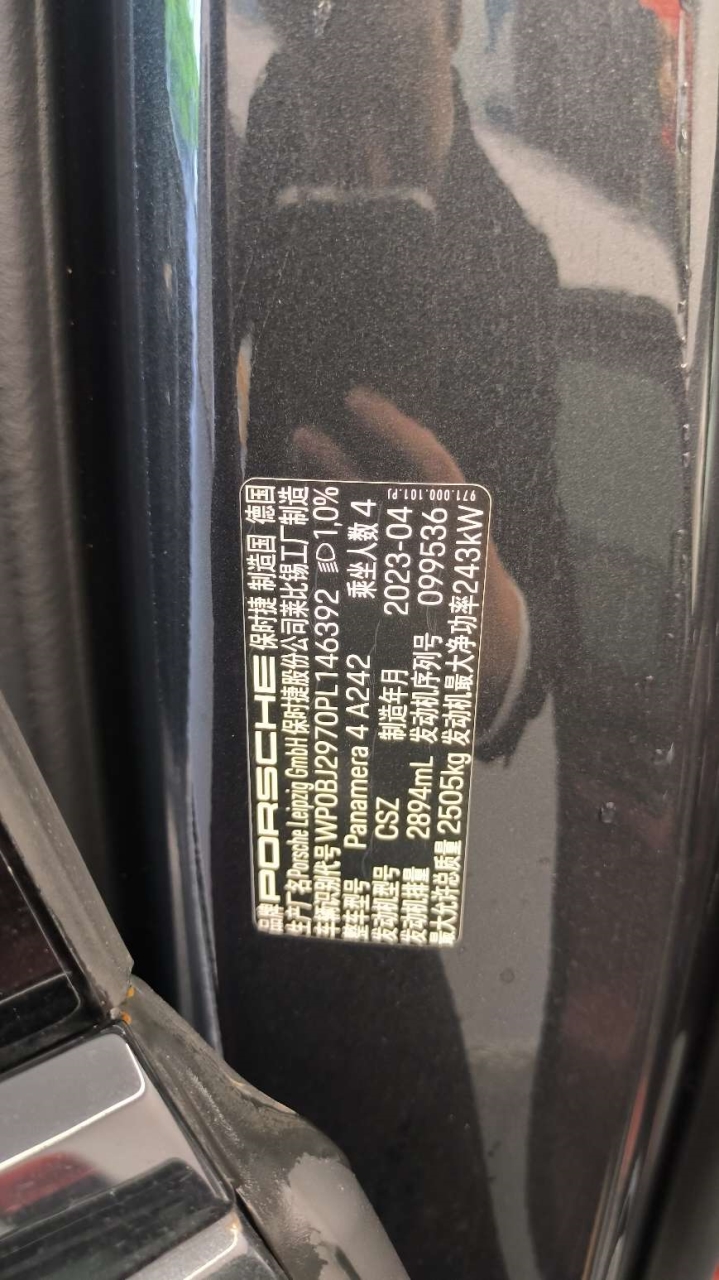 品牌 PORSCHE 保时捷 制造国 德国
生产厂名 Porsche Leipzig GmbH 保时捷股份公司莱比锡工厂制造
车辆识别代号 WP0BJ2970PL146392 1,0%
整车型号 Panamera 4 A242 乘坐人数 4
发动机型号 CSZ 制造年月 2023-04
发动机排量 2894mL 发动机序列号 099536
最大允许总质量 2505kg 发动机最大净功率 243kW
971.000.101.PJ